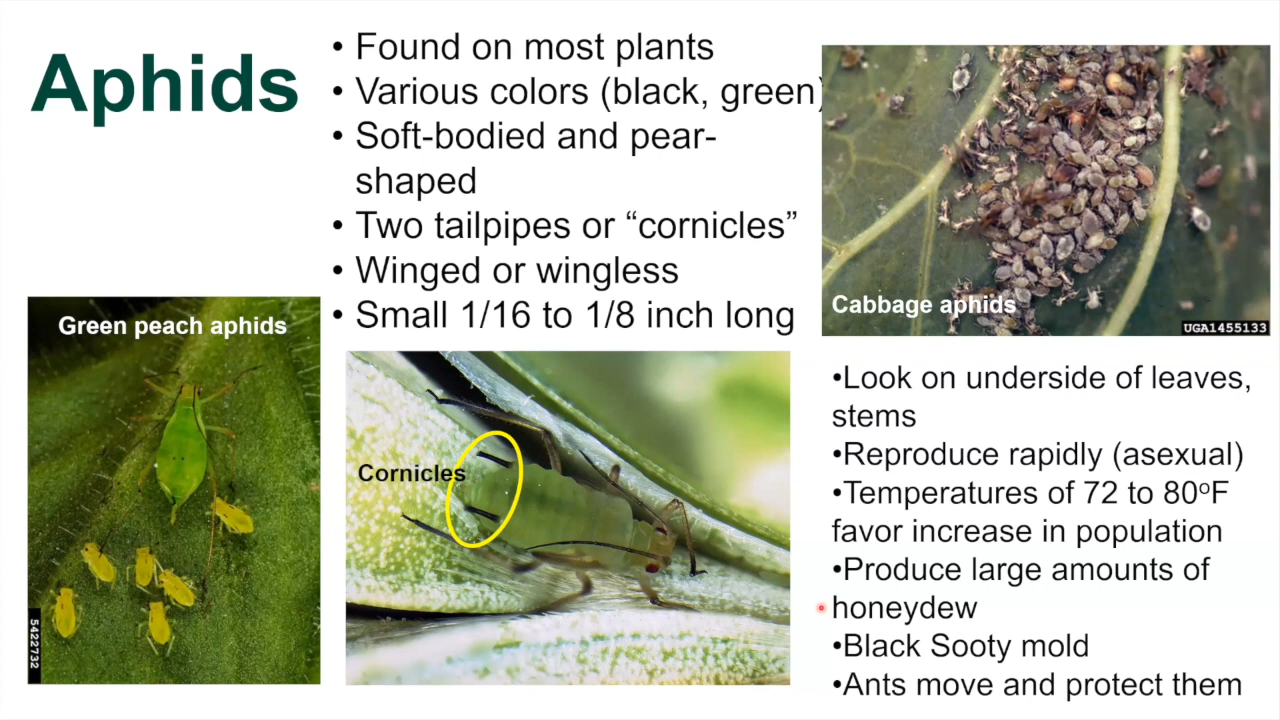 Aphids
• Found on most plants
• Various colors (black, green)
• Soft-bodied and pear-
shaped
• Two tailpipes or “cornicles”
• Winged or wingless
• Small 1/16 to 1/8 inch long
Cabbage aphids
UGA1455133
Green peach aphids
5422732
Cornicles
•Look on underside of leaves,
stems
•Reproduce rapidly (asexual)
•Temperatures of 72 to 80ºF
favor increase in population
•Produce large amounts of
honeydew
•Black Sooty mold
•Ants move and protect them